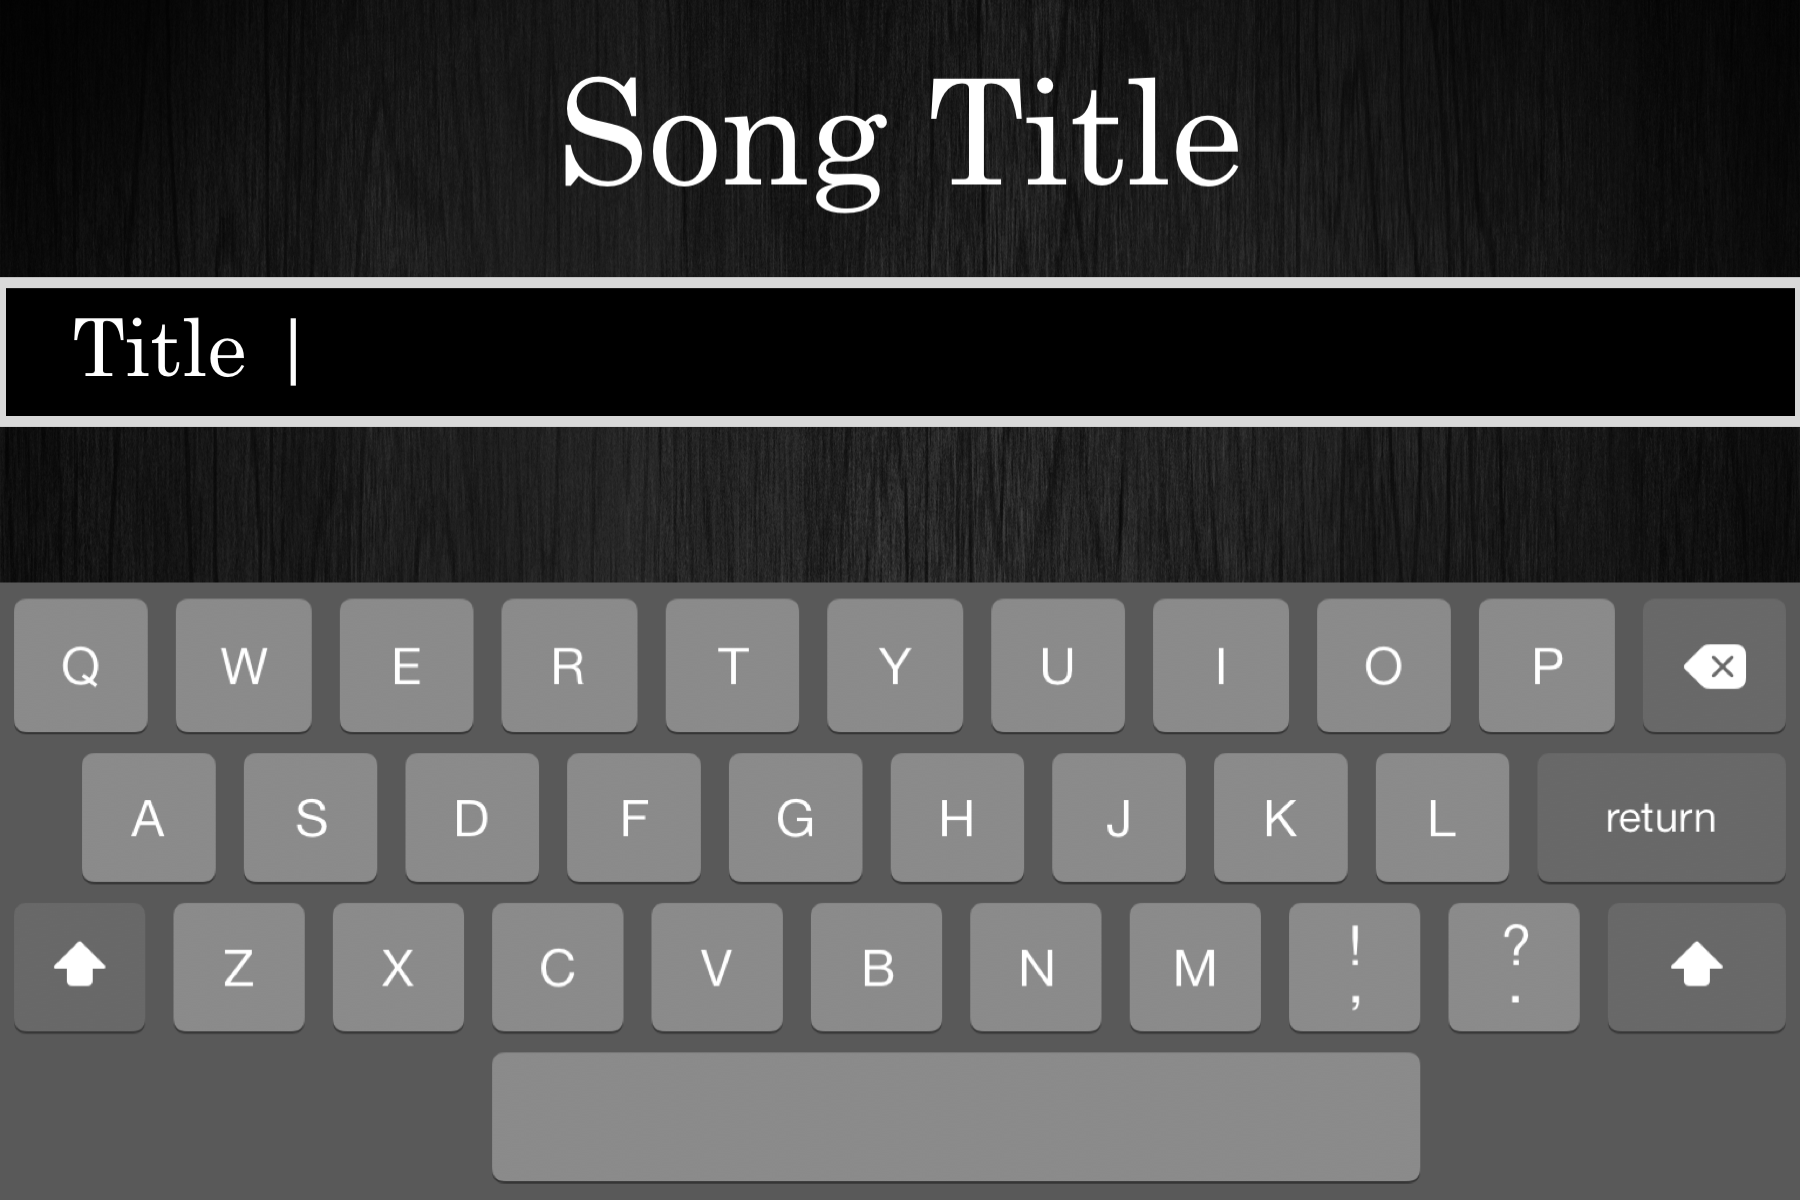 Song Title
Title |
Q W E R T Y U I O P
A S D F G H J K L return
Z X C V B N M ! ?
, .